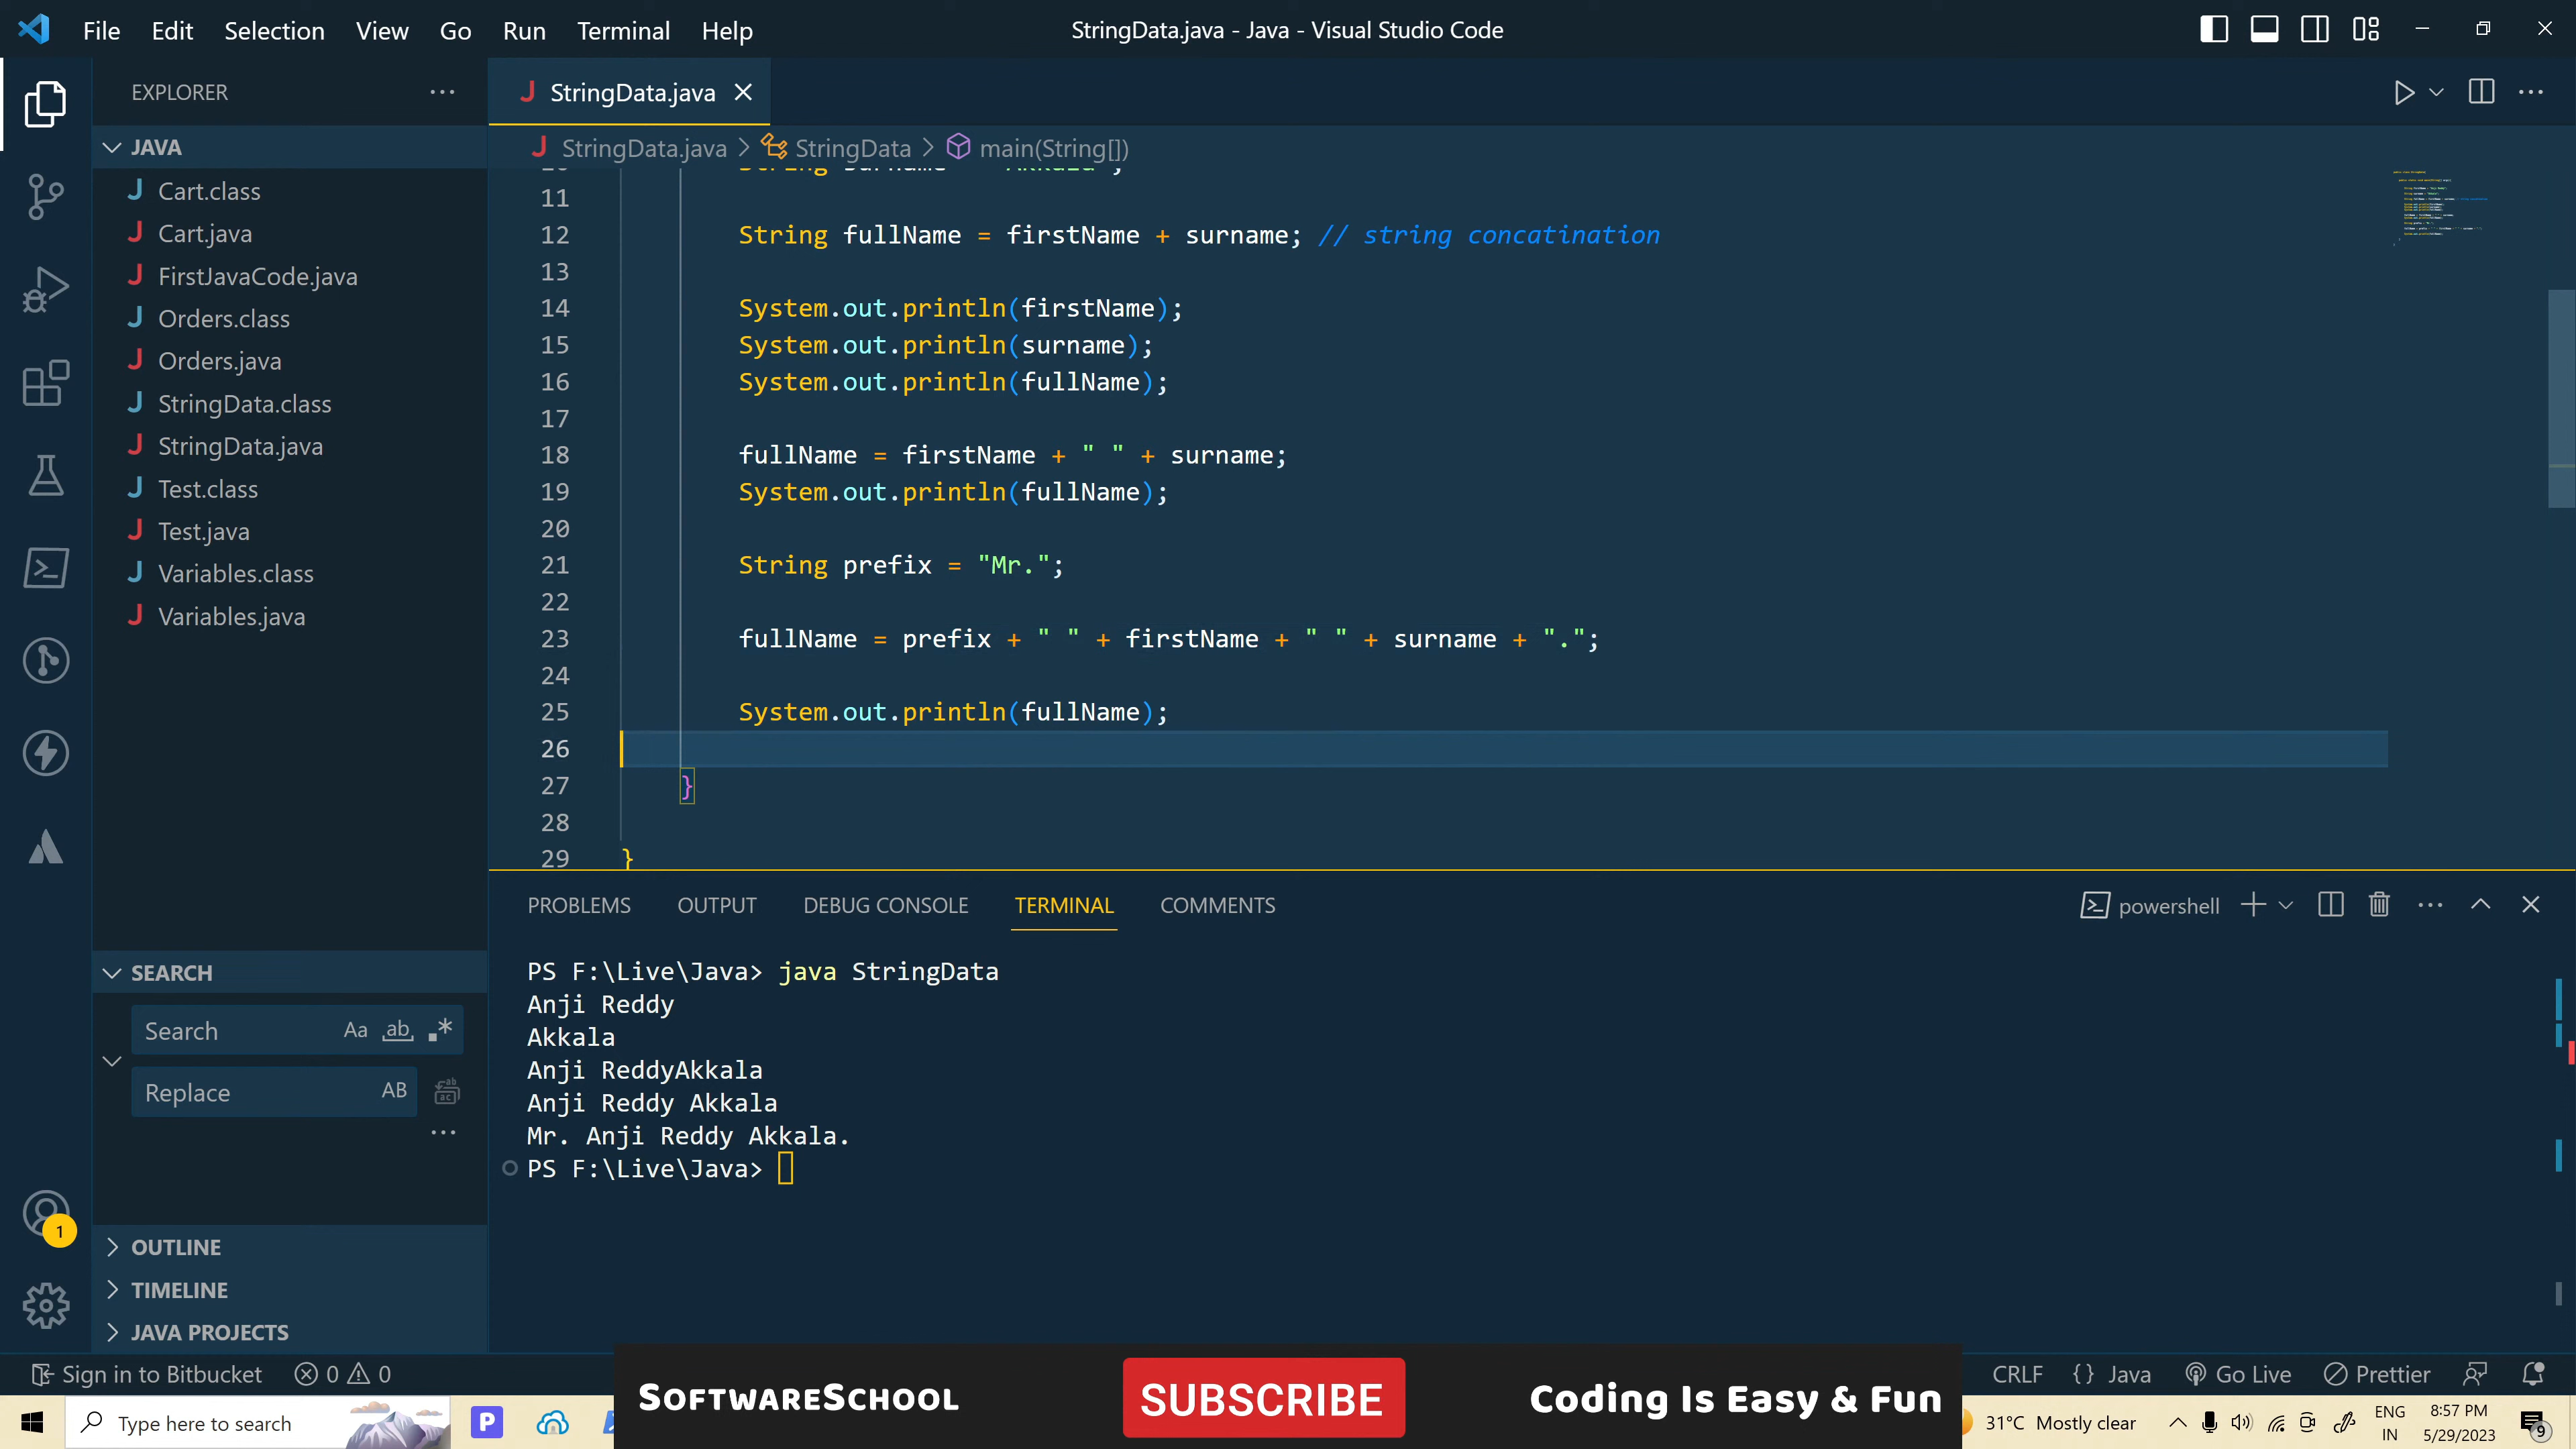 File Edit Selection View Go Run Terminal Help
StringData.java - Java - Visual Studio Code
EXPLORER
JAVA
Cart.class
Cart.java
FirstJavaCode.java
Orders.class
Orders.java
StringData.class
StringData.java
Test.class
Test.java
Variables.class
Variables.java
SEARCH
Search Aa ab
Replace AB
OUTLINE
TIMELINE
JAVA PROJECTS
StringData.java
StringData.java > StringData > main(String[])
11
12 String fullName = firstName + surname; // string concatination
13
14 System.out.println(firstName);
15 System.out.println(surname);
16 System.out.println(fullName);
17
18 fullName = firstName + " " + surname;
19 System.out.println(fullName);
20
21 String prefix = "Mr.";
22
23 fullName = prefix + " " + firstName + " " + surname + ".";
24
25 System.out.println(fullName);
26
27 }
28
29 }
PROBLEMS OUTPUT DEBUG CONSOLE TERMINAL COMMENTS
powershell
PS F:\Live\Java> java StringData
Anji Reddy
Akkala
Anji ReddyAkkala
Anji Reddy Akkala
Mr. Anji Reddy Akkala.
PS F:\Live\Java>
1
Sign in to Bitbucket 0 0
CRLF {} Java Go Live Prettier
SOFTWARESCHOOL
SUBSCRIBE
Coding Is Easy & Fun
Type here to search
P
31°C Mostly clear
ENG
IN
8:57 PM
5/29/2023
9